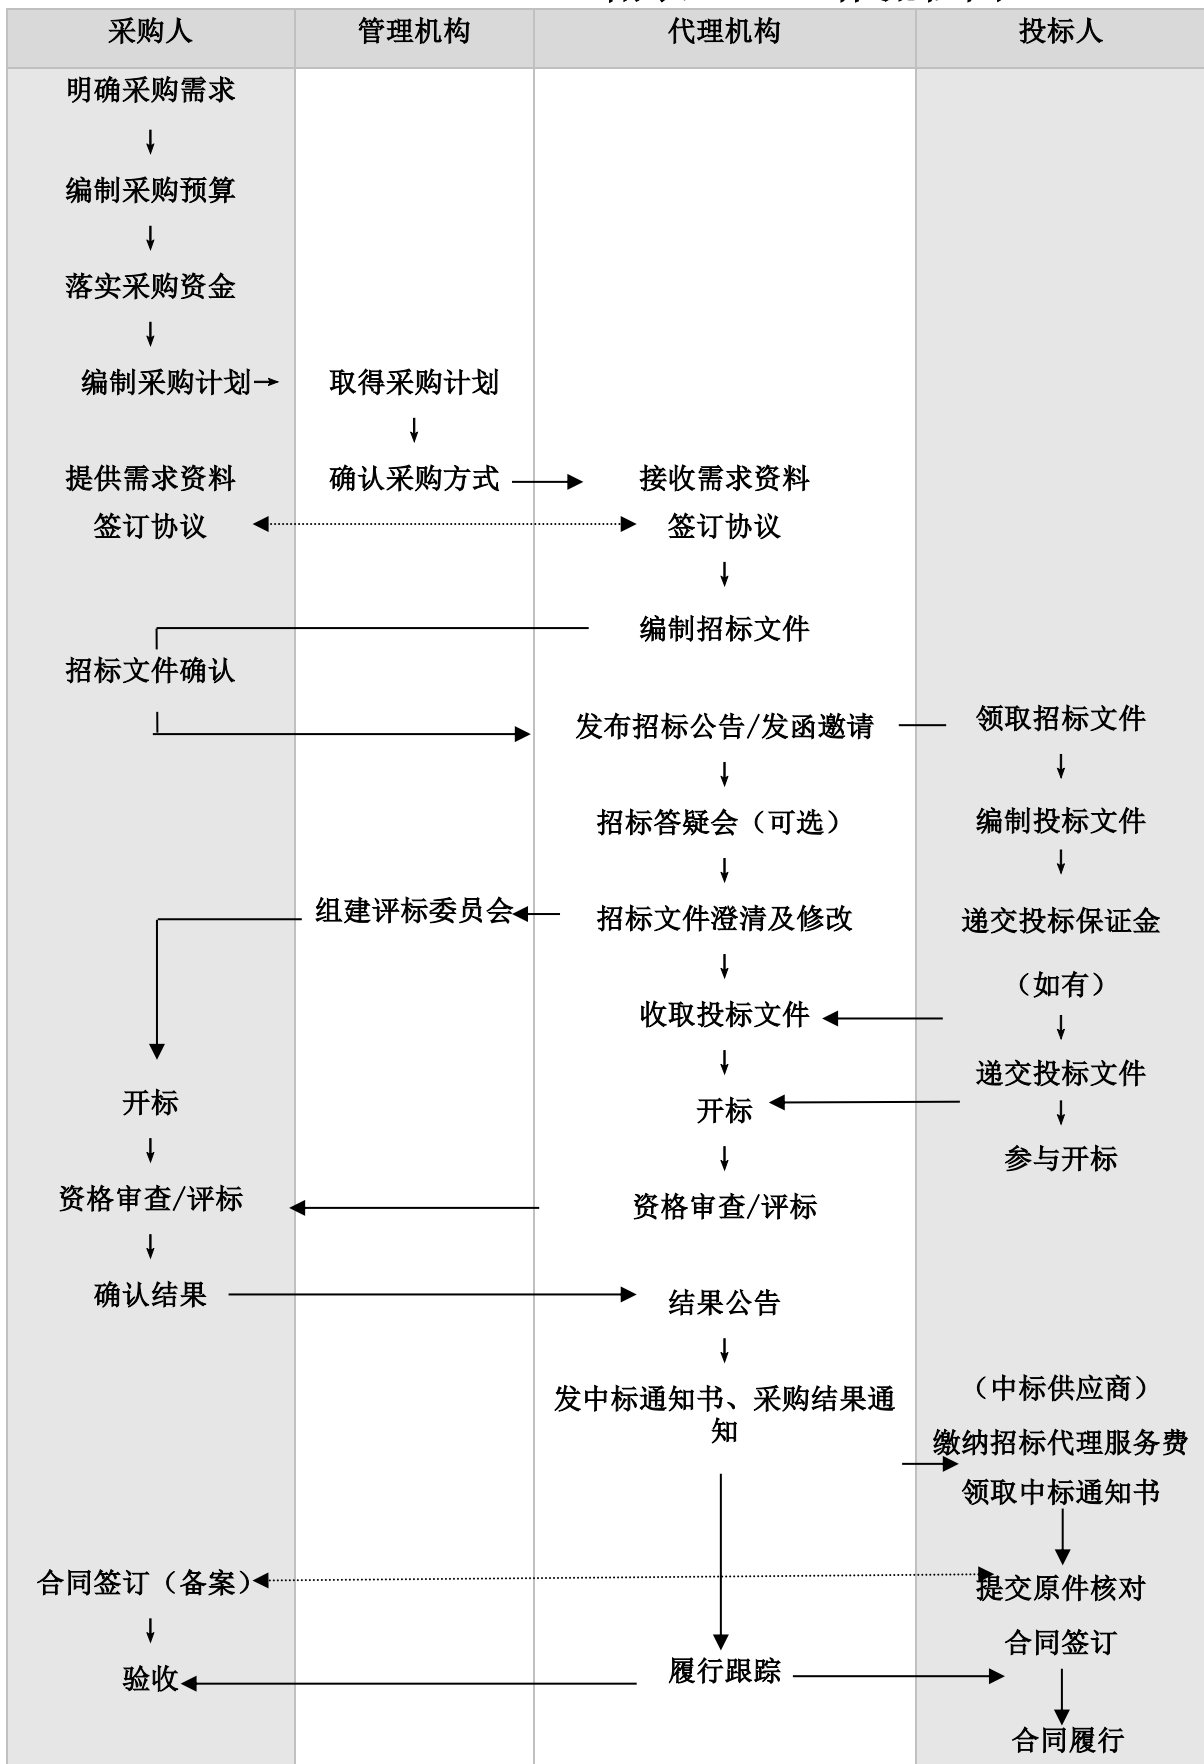 采购人 管理机构 代理机构 投标人
明确采购需求
编制采购预算
落实采购资金
编制采购计划 取得采购计划
提供需求资料 确认采购方式 接收需求资料
签订协议 签订协议
编制招标文件
招标文件确认
发布招标公告/发函邀请 领取招标文件
招标答疑会（可选） 编制投标文件
组建评标委员会 招标文件澄清及修改 递交投标保证金
（如有）
收取投标文件
递交投标文件
开标 开标
参与开标
资格审查/评标 资格审查/评标
确认结果 结果公告
（中标供应商）
发中标通知书、采购结果通
知
缴纳招标代理服务费
领取中标通知书
合同签订（备案） 提交原件核对
合同签订
验收 履行跟踪
合同履行